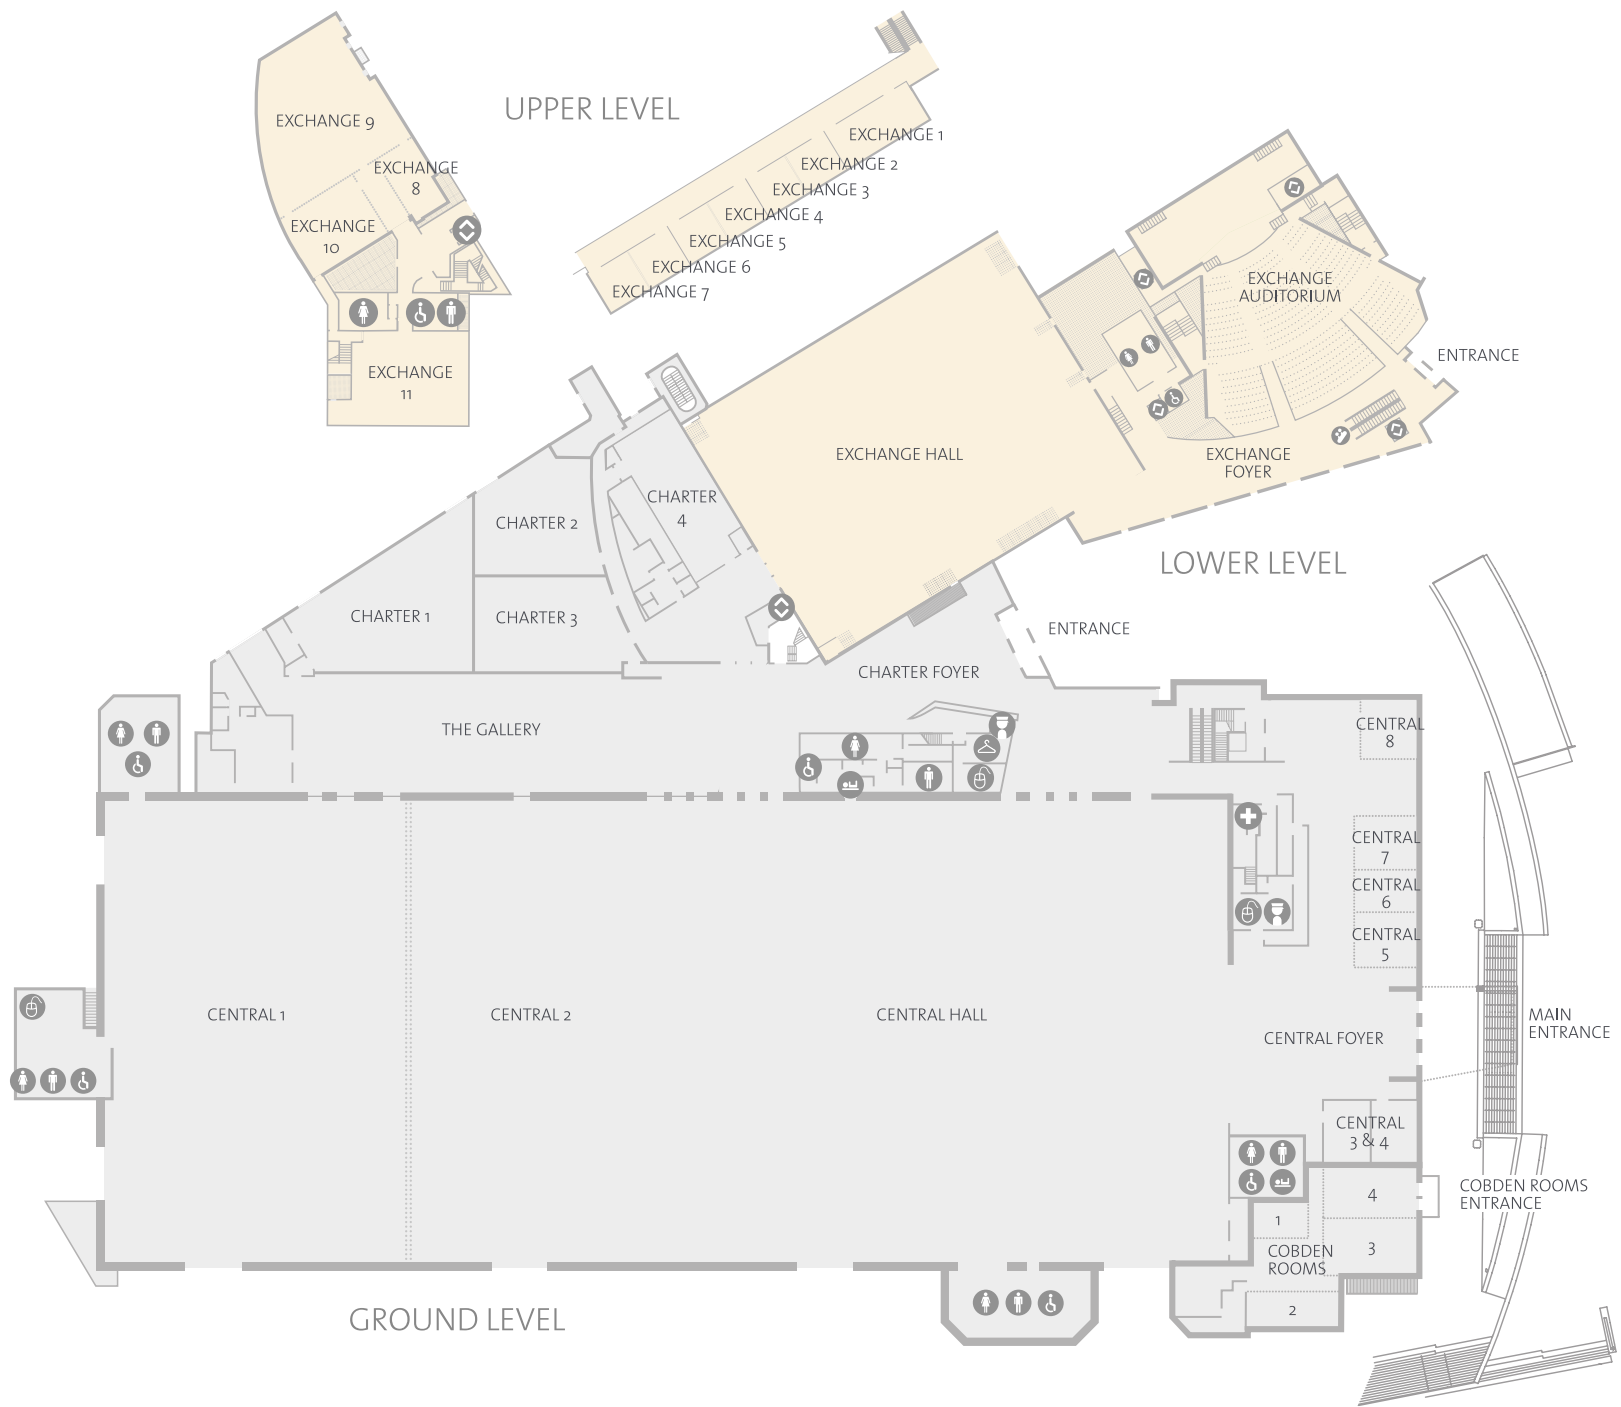 UPPER LEVEL
EXCHANGE 9
EXCHANGE
8
EXCHANGE
10
EXCHANGE
11
EXCHANGE 1
EXCHANGE 2
EXCHANGE 3
EXCHANGE 4
EXCHANGE 5
EXCHANGE 6
EXCHANGE 7
EXCHANGE
AUDITORIUM
ENTRANCE
EXCHANGE HALL
EXCHANGE
FOYER
LOWER LEVEL
CHARTER
4
CHARTER 2
CHARTER 1
CHARTER 3
ENTRANCE
CHARTER FOYER
THE GALLERY
CENTRAL
8
CENTRAL
7
CENTRAL
6
CENTRAL
5
CENTRAL 1
CENTRAL 2
CENTRAL HALL
CENTRAL FOYER
MAIN
ENTRANCE
CENTRAL
3 & 4
COBDEN ROOMS
ENTRANCE
4
1
3
COBDEN
ROOMS
2
GROUND LEVEL